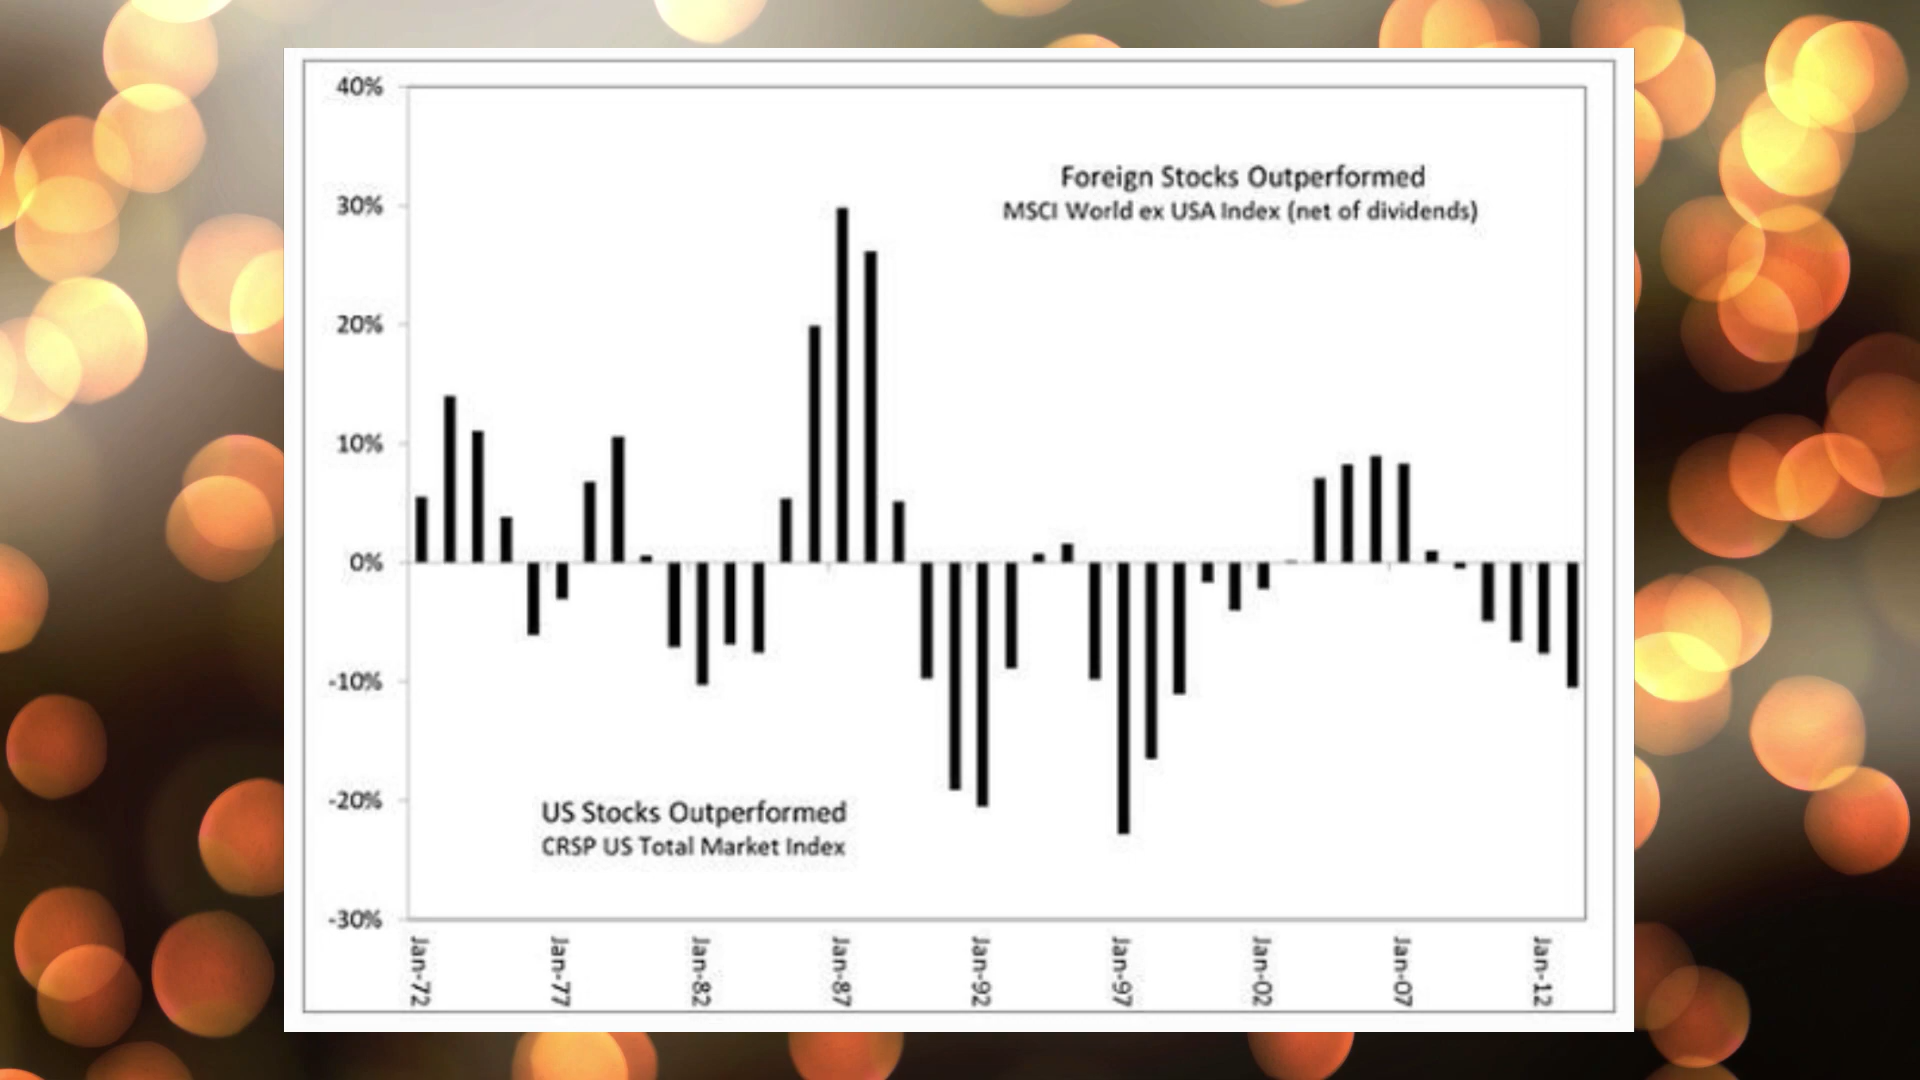 40%
Foreign Stocks Outperformed
MSCI World ex USA Index (net of dividends)
30%
20%
10%
0%
-10%
-20%
US Stocks Outperformed
CRSP US Total Market Index
-30%
Jan-72
Jan-77
Jan-82
Jan-87
Jan-92
Jan-97
Jan-02
Jan-07
Jan-12